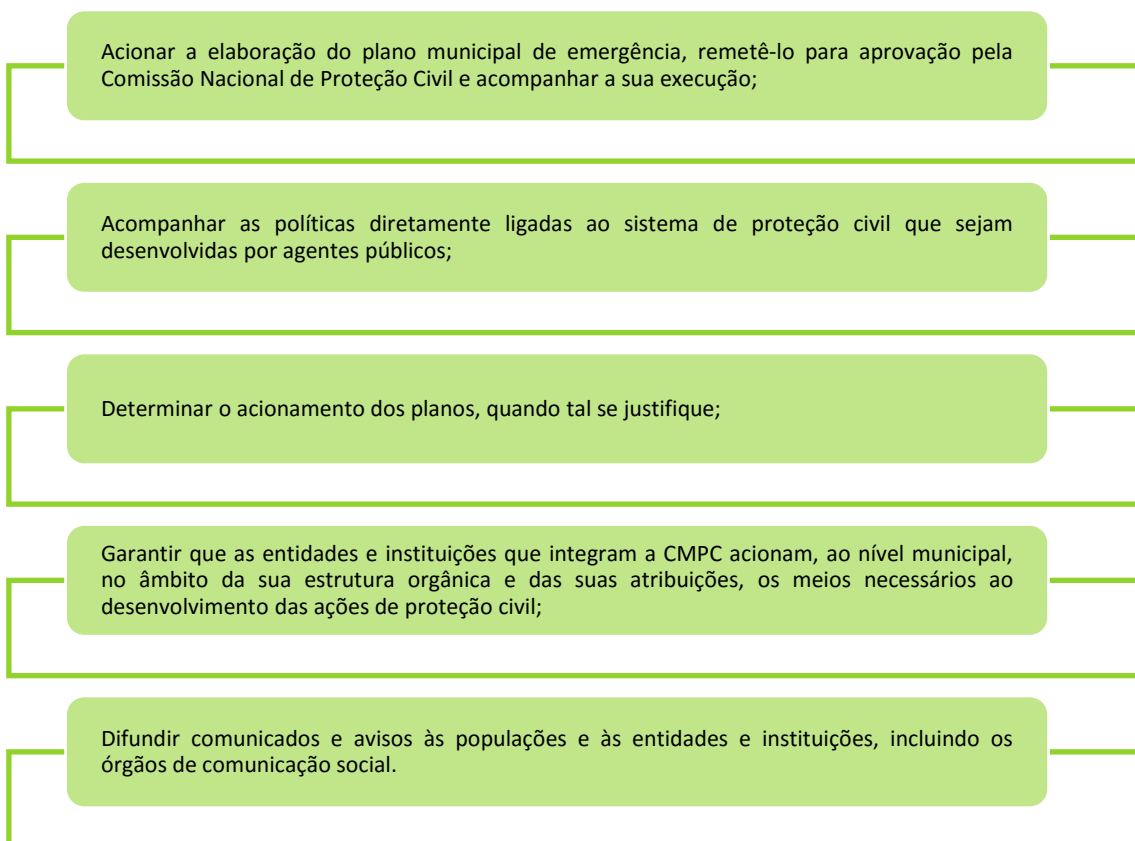 Acionar a elaboração do plano municipal de emergência, remetê-lo para aprovação pela
Comissão Nacional de Proteção Civil e acompanhar a sua execução;
Acompanhar as políticas diretamente ligadas ao sistema de proteção civil que sejam
desenvolvidas por agentes públicos;
Determinar o acionamento dos planos, quando tal se justifique;
Garantir que as entidades e instituições que integram a CMPC acionam, ao nível municipal,
no âmbito da sua estrutura orgânica e das suas atribuições, os meios necessários ao
desenvolvimento das ações de proteção civil;
Difundir comunicados e avisos às populações e às entidades e instituições, incluindo os
órgãos de comunicação social.